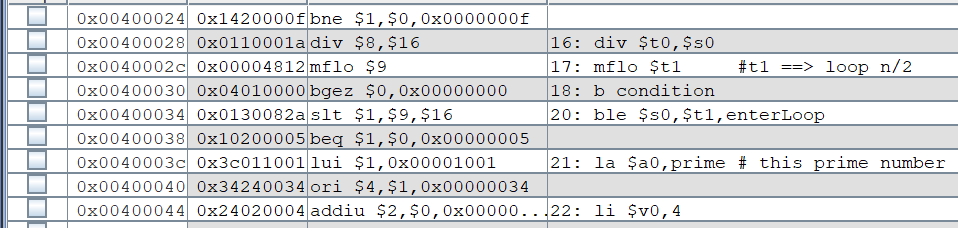 0x00400024 0x1420000f bne $1,$0,0x0000000f
0x00400028 0x0110001a div $8,$16 16: div $t0,$s0
0x0040002c 0x00004812 mflo $9 17: mflo $t1 #t1 ==> loop n/2
0x00400030 0x04010000 bgez $0,0x00000000 18: b condition
0x00400034 0x0130082a slt $1,$9,$16 20: ble $s0,$t1,enterLoop
0x00400038 0x10200005 beq $1,$0,0x00000005
0x0040003c 0x3c011001 lui $1,0x00001001 21: la $a0,prime # this prime number
0x00400040 0x34240034 ori $4,$1,0x00000034
0x00400044 0x24020004 addiu $2,$0,0x00000... 22: li $v0,4